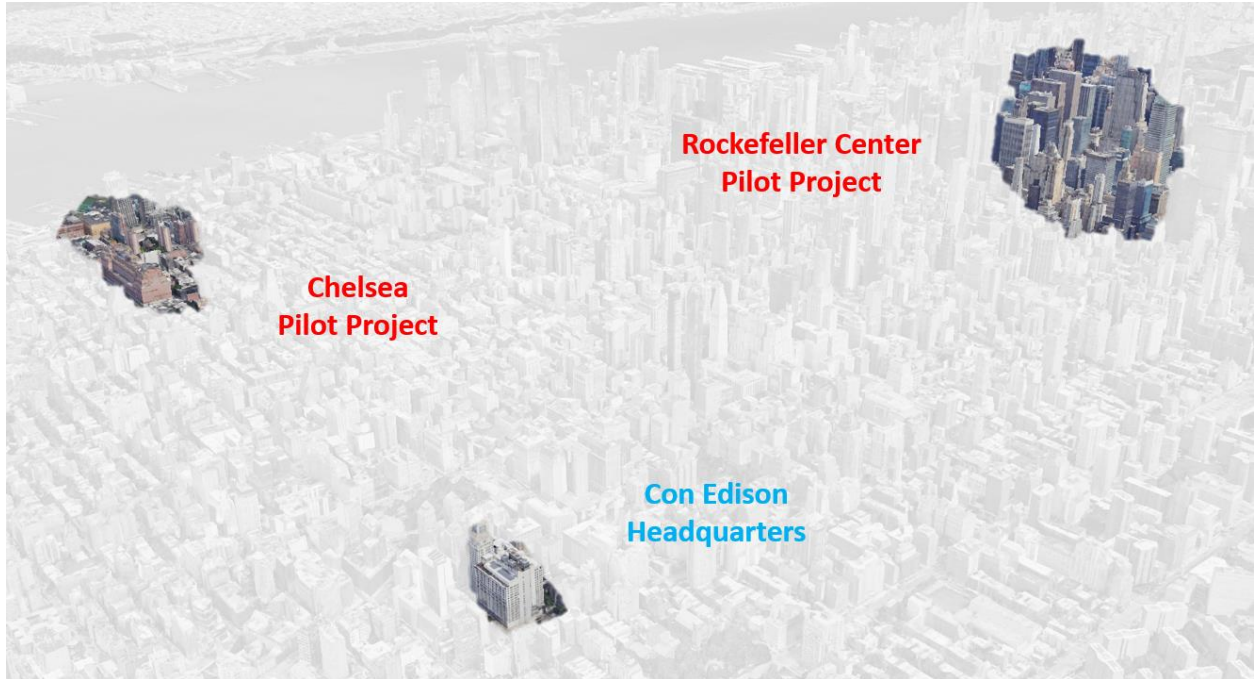 Rockefeller Center
Pilot Project
Chelsea
Pilot Project
Con Edison
Headquarters